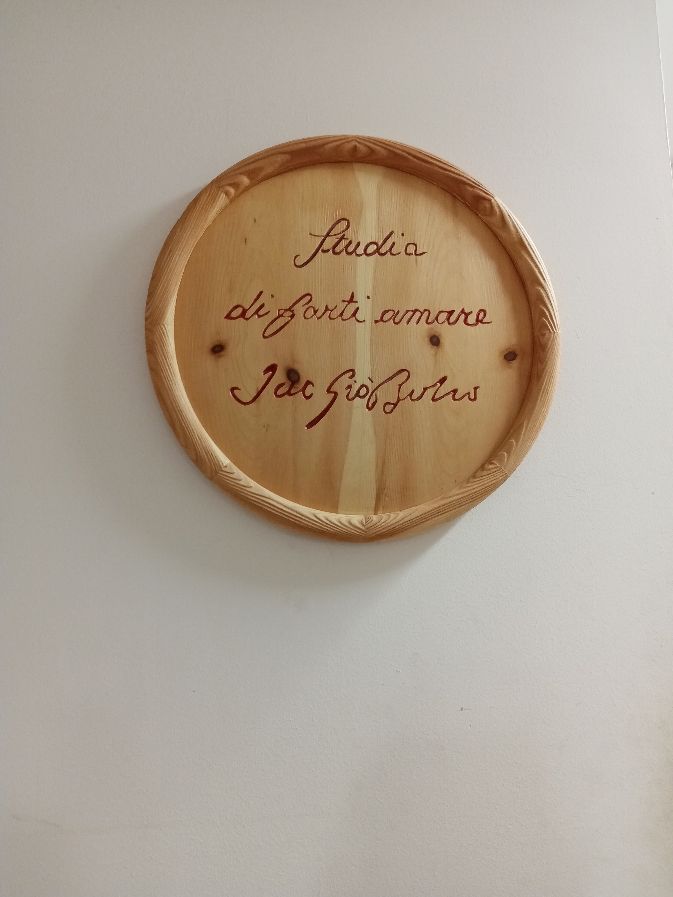 Studia
di farti amare
Sac Giò Bosco